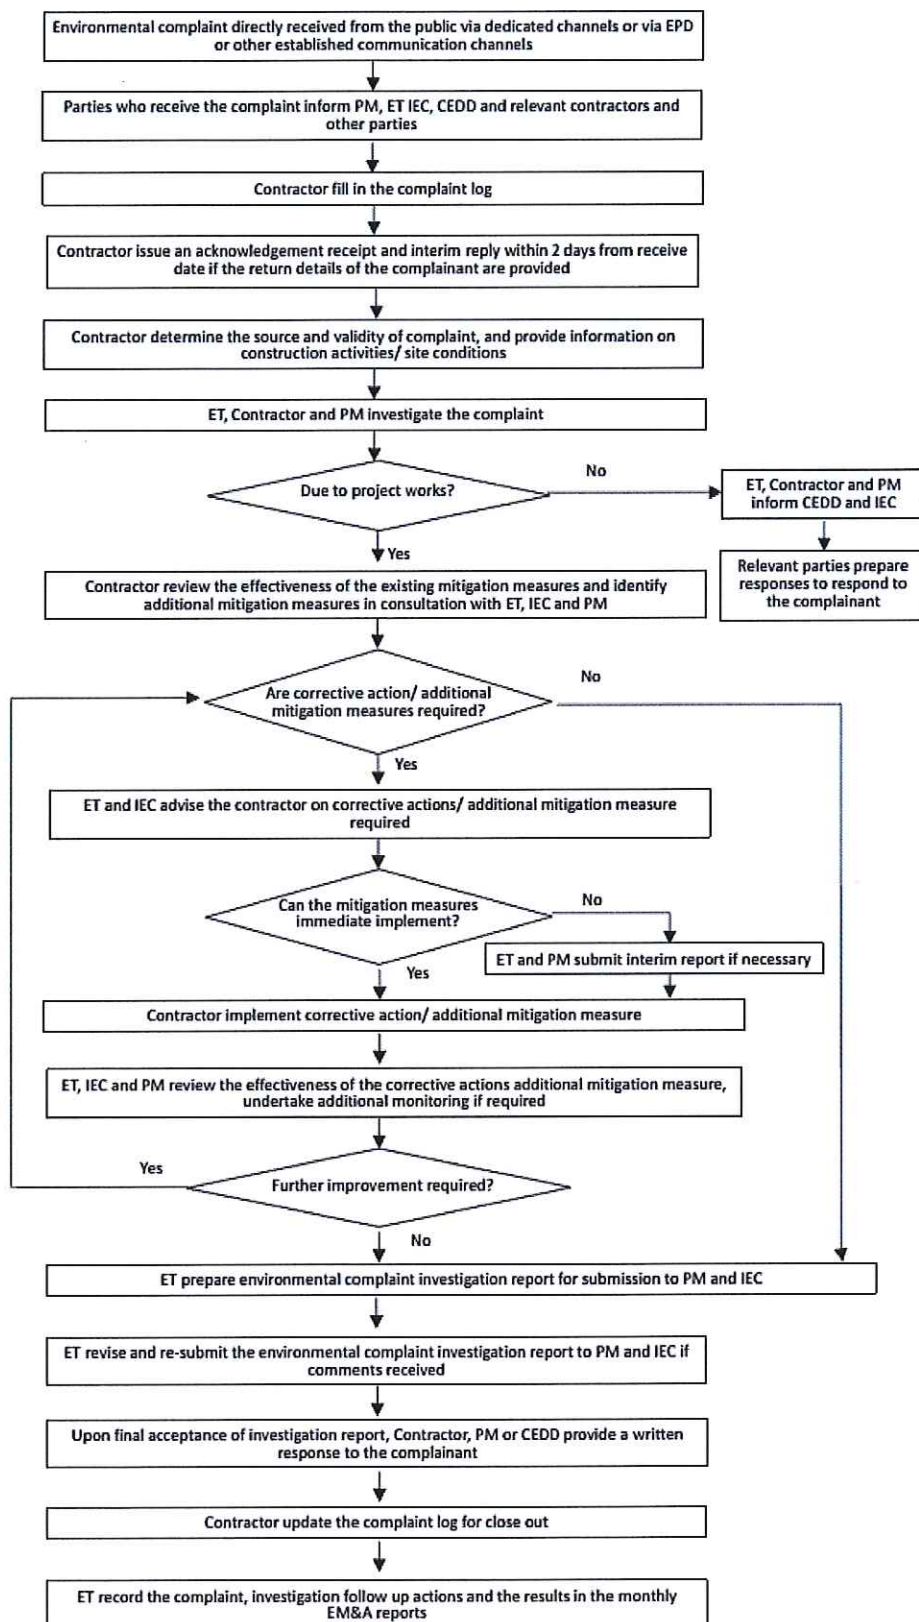 Environmental complaint directly received from the public via dedicated channels or via EPD
or other established communication channels
Parties who receive the complaint inform PM, ET IEC, CEDD and relevant contractors and
other parties
Contractor fill in the complaint log
Contractor issue an acknowledgement receipt and interim reply within 2 days from receive
date if the return details of the complainant are provided
Contractor determine the source and validity of complaint, and provide information on
construction activities/ site conditions
ET, Contractor and PM investigate the complaint
Due to project works?
No
ET, Contractor and PM
inform CEDD and IEC
Relevant parties prepare
responses to respond to
the complainant
Yes
Contractor review the effectiveness of the existing mitigation measures and identify
additional mitigation measures in consultation with ET, IEC and PM
Are corrective action/ additional
mitigation measures required?
No
Yes
ET and IEC advise the contractor on corrective actions/ additional mitigation measure
required
Can the mitigation measures
immediate implement?
No
ET and PM submit interim report if necessary
Yes
Contractor implement corrective action/ additional mitigation measure
ET, IEC and PM review the effectiveness of the corrective actions additional mitigation measure,
undertake additional monitoring if required
Yes
Further improvement required?
No
ET prepare environmental complaint investigation report for submission to PM and IEC
ET revise and re-submit the environmental complaint investigation report to PM and IEC if
comments received
Upon final acceptance of investigation report, Contractor, PM or CEDD provide a written
response to the complainant
Contractor update the complaint log for close out
ET record the complaint, investigation follow up actions and the results in the monthly
EM&A reports